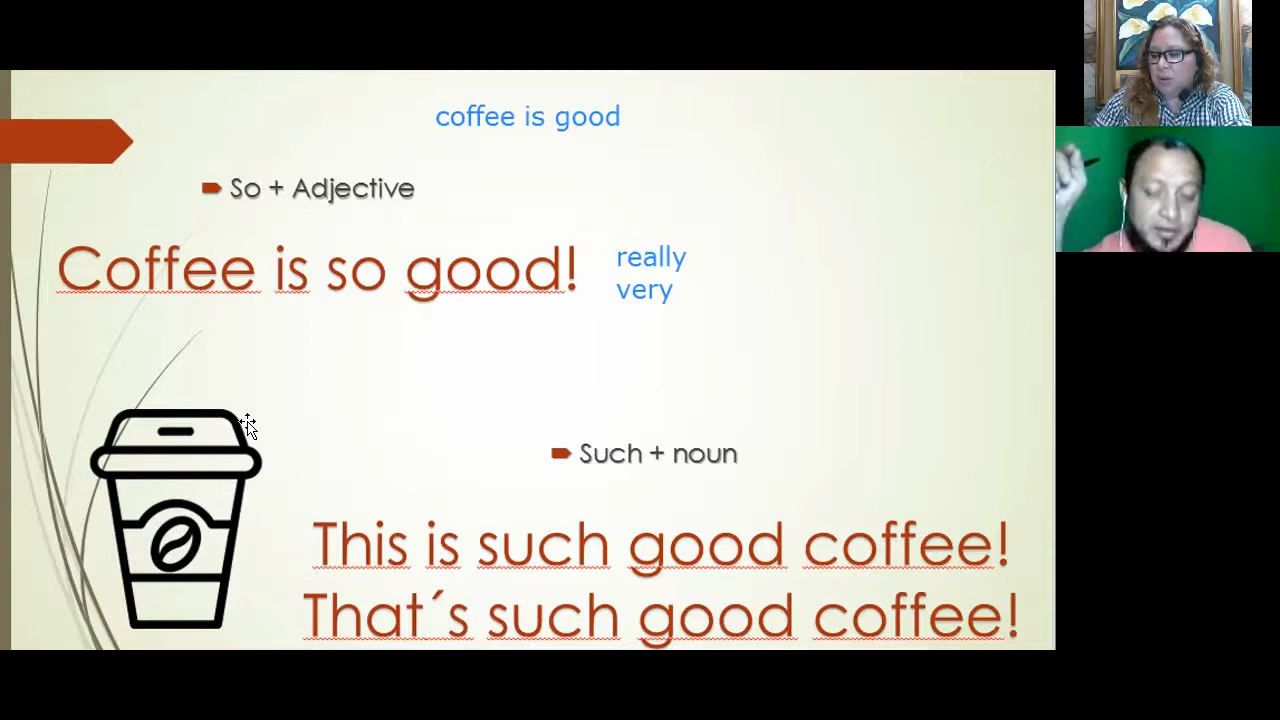 coffee is good
So + Adjective
Coffee is so good!
really
very
Such + noun
This is such good coffee!
That´s such good coffee!